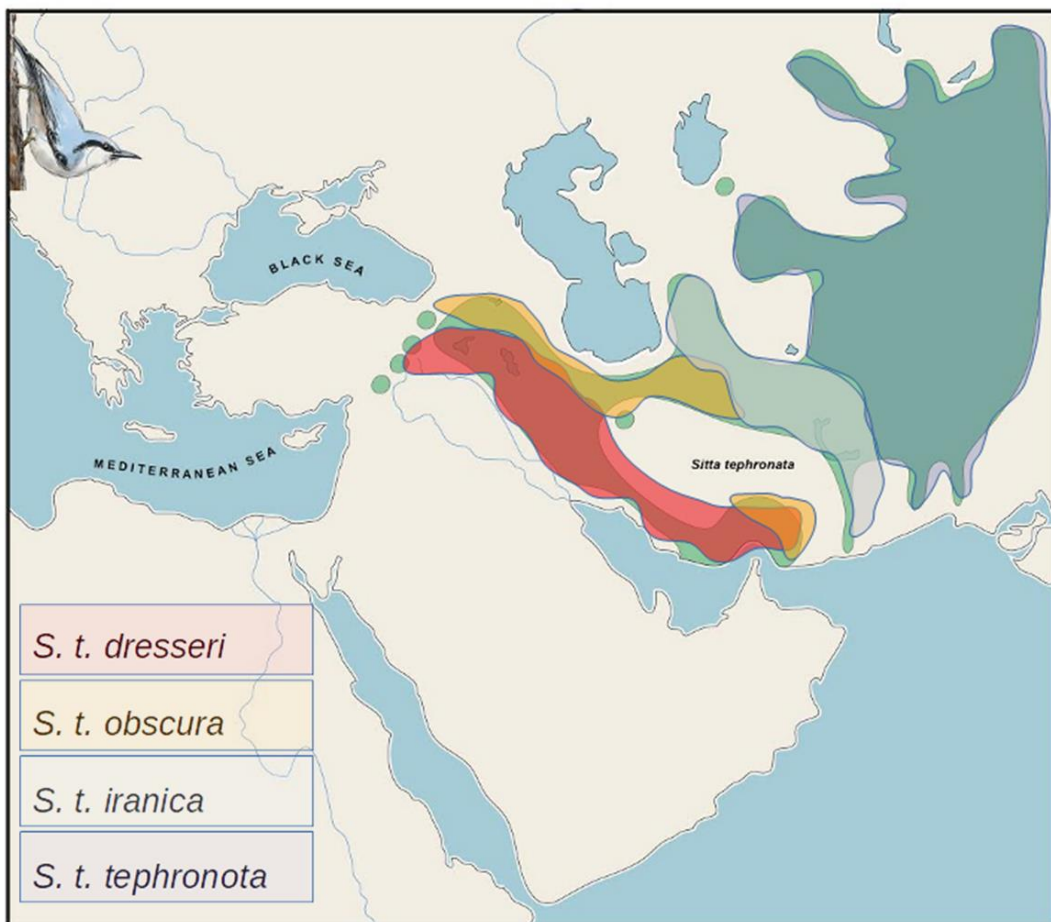 BLACK SEA
MEDITERRANEAN SEA
Sitta tephronata
S. t. dresseri
S. t. obscura
S. t. iranica
S. t. tephronota